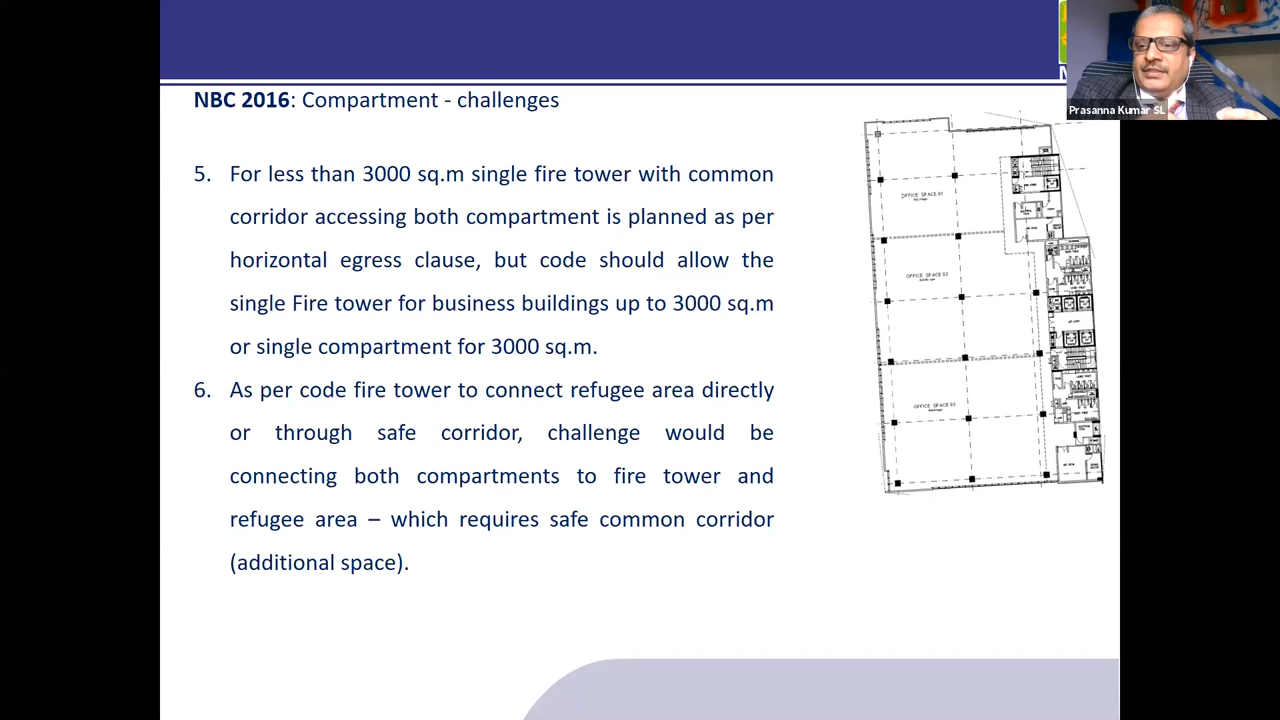 NBC 2016: Compartment - challenges
Prasanna Kumar SL
5. For less than 3000 sq.m single fire tower with common
corridor accessing both compartment is planned as per
horizontal egress clause, but code should allow the
single Fire tower for business buildings up to 3000 sq.m
or single compartment for 3000 sq.m.
6. As per code fire tower to connect refugee area directly
or through safe corridor, challenge would be
connecting both compartments to fire tower and
refugee area – which requires safe common corridor
(additional space).
OFFICE SPACE 01
OFFICE SPACE 02
OFFICE SPACE 03